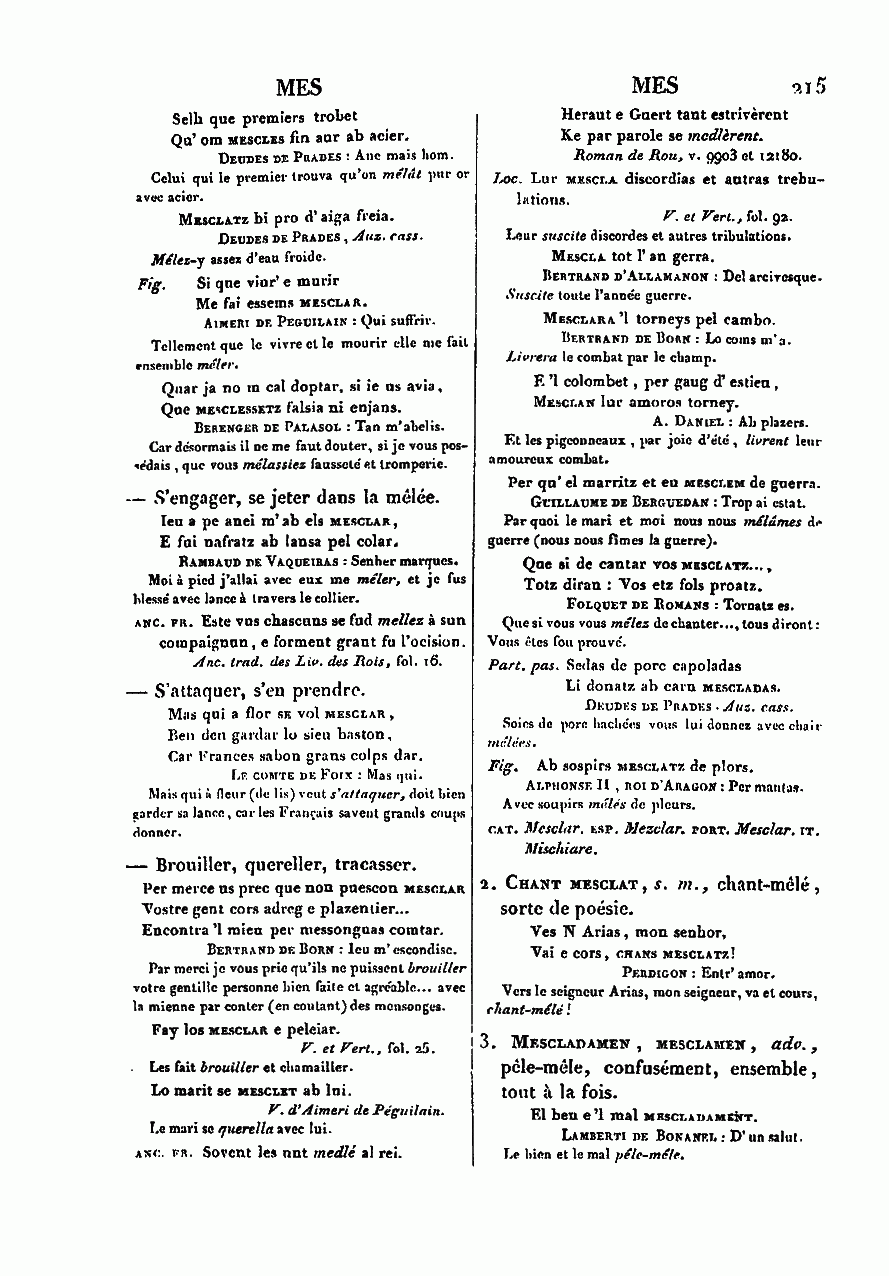 MES
MES 215
Selh que premiers trobet
Qu'om MESCLES fin aur ab acier.
DEUDES DE PRADES : Anc mais hom.
Celui qui le premier trouva qu'on mélât pur or
avec acier.
MESCLATZ bi pro d'aiga freia.
DEUDES DE PRADES, Auz. cass.
Mêlez-y assez d'eau froide.
Fig. Si que viur' e murir
Me fai essems MESCLAR.
AIMERI DE PEGUILAIN : Qui suffrir.
Tellement que le vivre et le mourir elle me fait
ensemble mêler.
Quar ja no m cal doptar, si ie us avia,
Que MESCLESSETZ falsia ni enjans.
BERENGER DE PALASOL : Tan m'abelis.
Car désormais il ne me faut douter, si je vous pos-
sédais, que vous mélassiez fausseté et tromperie.
— S'engager, se jeter dans la mêlée.
Ieu a pe anei m'ab els MESCLAR,
E fui nafratz ab lansa pel colar.
RAMBAUD DE VAQUEIRAS : Senher marques.
Moi à pied j'allai avec eux me mêler, et je fus
blessé avec lance à travers le collier.
ANC. FR. Este vos chascuns se fud mellez à sun
compaignun, e forment grant fu l'ocision.
Anc. trad. des Liv. des Rois, fol. 16.
— S'attaquer, s'en prendre.
Mas qui a flor SE vol MESCLAR,
Ben deu gardar lo sieu baston,
Car Frances sabon grans colps dar.
LE COMTE DE FOIX : Mas qui.
Mais qui à fleur (de lis) veut s'attaquer, doit bien
garder sa lance, car les Français savent grands coups
donner.
— Brouiller, quereller, tracasser.
Per merce us prec que non puescon MESCLAR
Vostre gent cors adreg e plazentier...
Encontra'l mieu per messonguas comtar.
BERTRAND DE BORN : Ieu m'escondisc.
Par merci je vous prie qu'ils ne puissent brouiller
votre gentille personne bien faite et agréable... avec
la mienne par conter (en contant) des mensonges.
Fay los MESCLAR e peleiar.
V. et Vert., fol. 25.
Les fait brouiller et chamailler.
Lo marit se MESCLET ab lui.
V. d'Aimeri de Péguilain.
Le mari se querella avec lui.
ANC. FR. Sovent les unt medlé al rei.
Heraut e Guert tant estrivèrent
Ke par parole se medlèrent.
Roman de Rou, v. 9903 et 12180.
Loc. Lur MESCLA discordias et autras trebu-
lations.
V. et Vert., fol. 92.
Leur suscite discordes et autres tribulations.
MESCLA tot l'an gerra.
BERTRAND D'ALLAMANON : Del arcivesque.
Suscite toute l'année guerre.
MESCLARA'l torneys pel cambo.
BERTRAND DE BORN : Lo coms m'a.
Livrera le combat par le champ.
E'l colombet, per gaug d'estieu,
MESCLAN lur amoros torney.
A. DANIEL : Ab plazers.
Et les pigeonneaux, par joie d'été, livrent leur
amoureux combat.
Per qu'el marritz et eu MESCLEM de guerra.
GUILLAUME DE BERGUEDAN : Trop ai estat.
Par quoi le mari et moi nous nous mélâmes de
guerre (nous nous fîmes la guerre).
Que si de cantar vos MESCLATZ...,
Totz diran : Vos etz fols proatz.
FOLQUET DE ROMANS : Tornatz es.
Que si vous vous mêlez de chanter..., tous diront :
Vous êtes fou prouvé.
Part. pas. Sedas de porc capoladas
Li donatz ab carn MESCLADAS.
DEUDES DE PRADES. Auz. cass.
Soies de porc hachées vous lui donnez avec chair
mêlées.
Fig. Ab sospirs MESCLATZ de plors.
ALPHONSE II, ROI D'ARAGON : Per mantas.
Avec soupirs mêlés de pleurs.
CAT. Mesclar. ESP. Mezclar. PORT. Mesclar. IT.
Mischiare.
2. CHANT MESCLAT, s. m., chant-mêlé,
sorte de poésie.
Ves N Arias, mon senhor,
Vai e cors, CHANS MESCLATZ!
PERDIGON : Entr'amor.
Vers le seigneur Arias, mon seigneur, va et cours,
chant-mêlé!
3. MESCLADAMEN, MESCLAMEN, adv.,
pêle-mêle, confusément, ensemble,
tout à la fois.
El ben e'l mal MESCLADAMENT.
LAMBERTI DE BONANEL : D'un salut.
Le bien et le mal pêle-mêle.